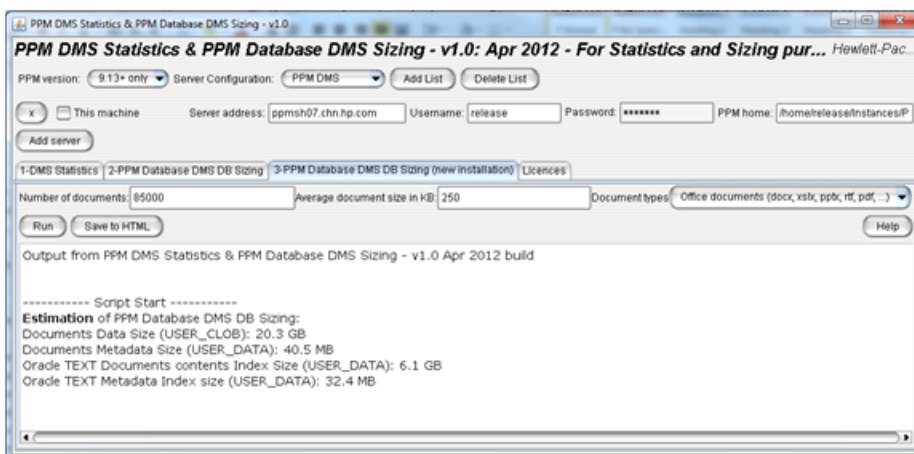 PPM DMS Statistics & PPM Database DMS Sizing - v1.0
PPM DMS Statistics & PPM Database DMS Sizing - v1.0: Apr 2012 - For Statistics and Sizing pur... Hewlett-Pac...
PPM version: 9.13+ only Server Configuration: PPM DMS Add List Delete List
x This machine Server address: ppmsh07.chn.hp.com Username: release Password: ******* PPM home: /home/release/instances/P
Add server
1-DMS Statistics 2-PPM Database DMS DB Sizing 3-PPM Database DMS DB Sizing (new installation) Licences
Number of documents: 85000 Average document size in KB: 250 Document types Office documents (docx, xslx, pptx, rtf, pdf, ...)
Run Save to HTML Help
Output from PPM DMS Statistics & PPM Database DMS Sizing - v1.0 Apr 2012 build
----------- Script Start -----------
Estimation of PPM Database DMS DB Sizing:
Documents Data Size (USER_CLOB): 20.3 GB
Documents Metadata Size (USER_DATA): 40.5 MB
Oracle TEXT Documents contents Index Size (USER_DATA): 6.1 GB
Oracle TEXT Metadata Index size (USER_DATA): 32.4 MB